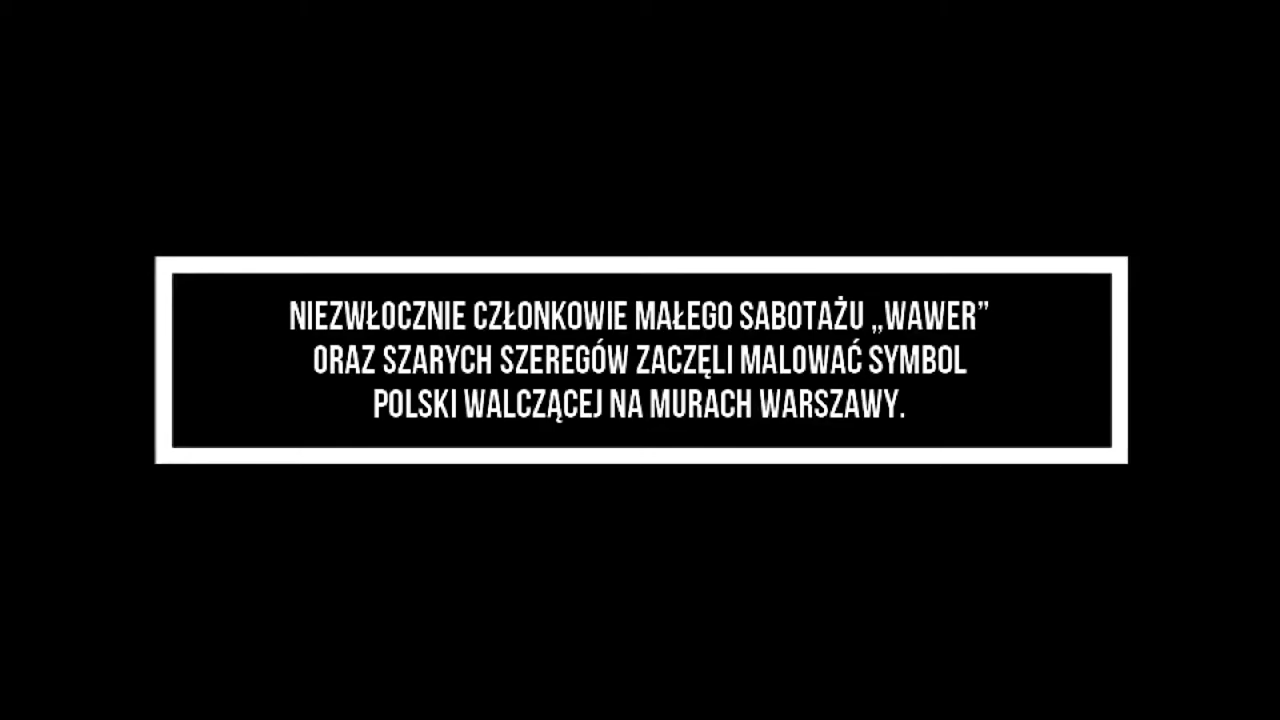 NIEZWŁOCZNIE CZŁONKOWIE MAŁEGO SABOTAŻU „WAWER”
ORAZ SZARYCH SZEREGÓW ZACZĘLI MALOWAĆ SYMBOL
POLSKI WALCZĄCEJ NA MURACH WARSZAWY.